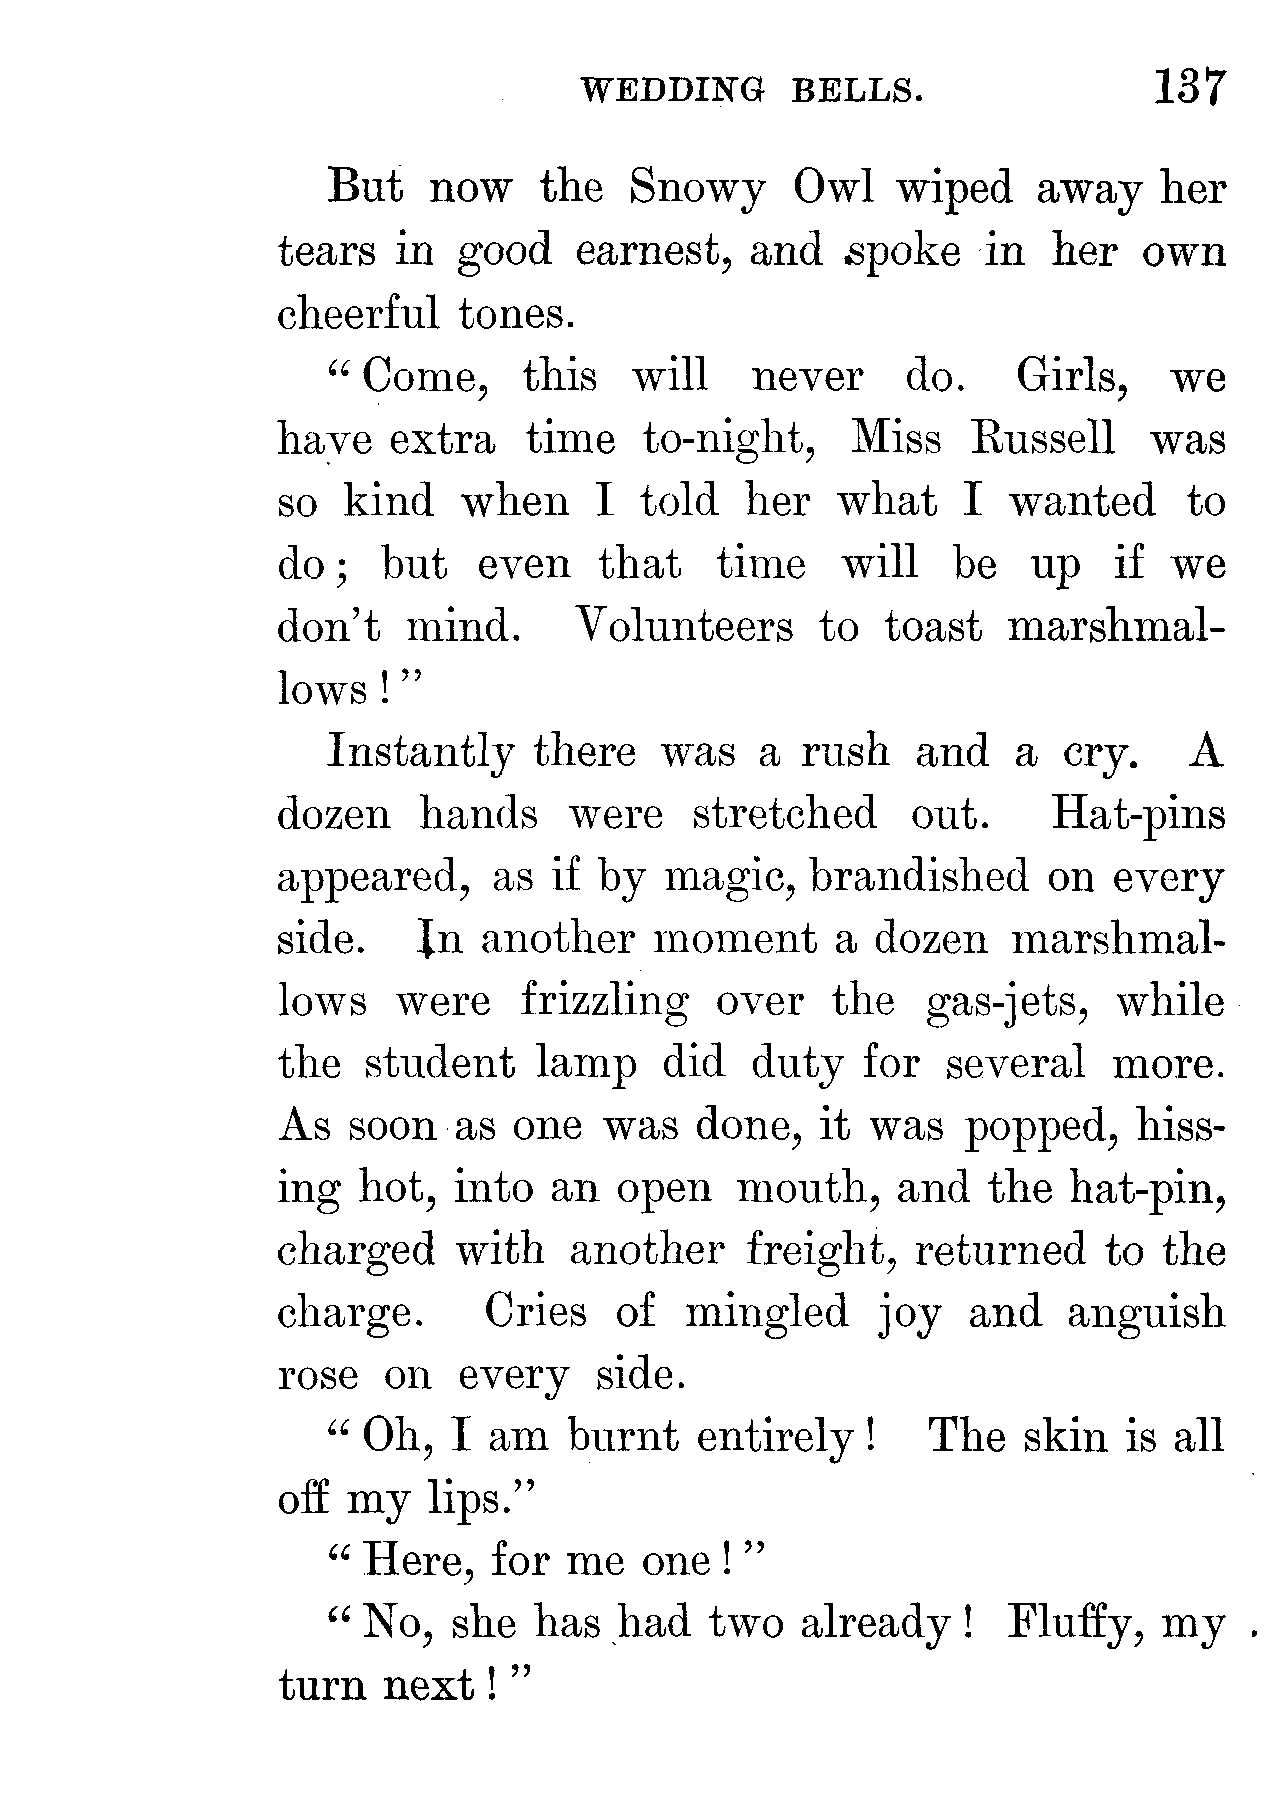 WEDDING BELLS. 137
But now the Snowy Owl wiped away her
tears in good earnest, and spoke in her own
cheerful tones.
“ Come, this will never do. Girls, we
have extra time to-night, Miss Russell was
so kind when I told her what I wanted to
do ; but even that time will be up if we
don’t mind. Volunteers to toast marshmal-
lows ! ”
Instantly there was a rush and a cry. A
dozen hands were stretched out. Hat-pins
appeared, as if by magic, brandished on every
side. In another moment a dozen marshmal-
lows were frizzling over the gas-jets, while
the student lamp did duty for several more.
As soon as one was done, it was popped, hiss-
ing hot, into an open mouth, and the hat-pin,
charged with another freight, returned to the
charge. Cries of mingled joy and anguish
rose on every side.
“ Oh, I am burnt entirely ! The skin is all
off my lips.”
“ Here, for me one ! ”
“ No, she has had two already ! Fluffy, my
turn next ! ”